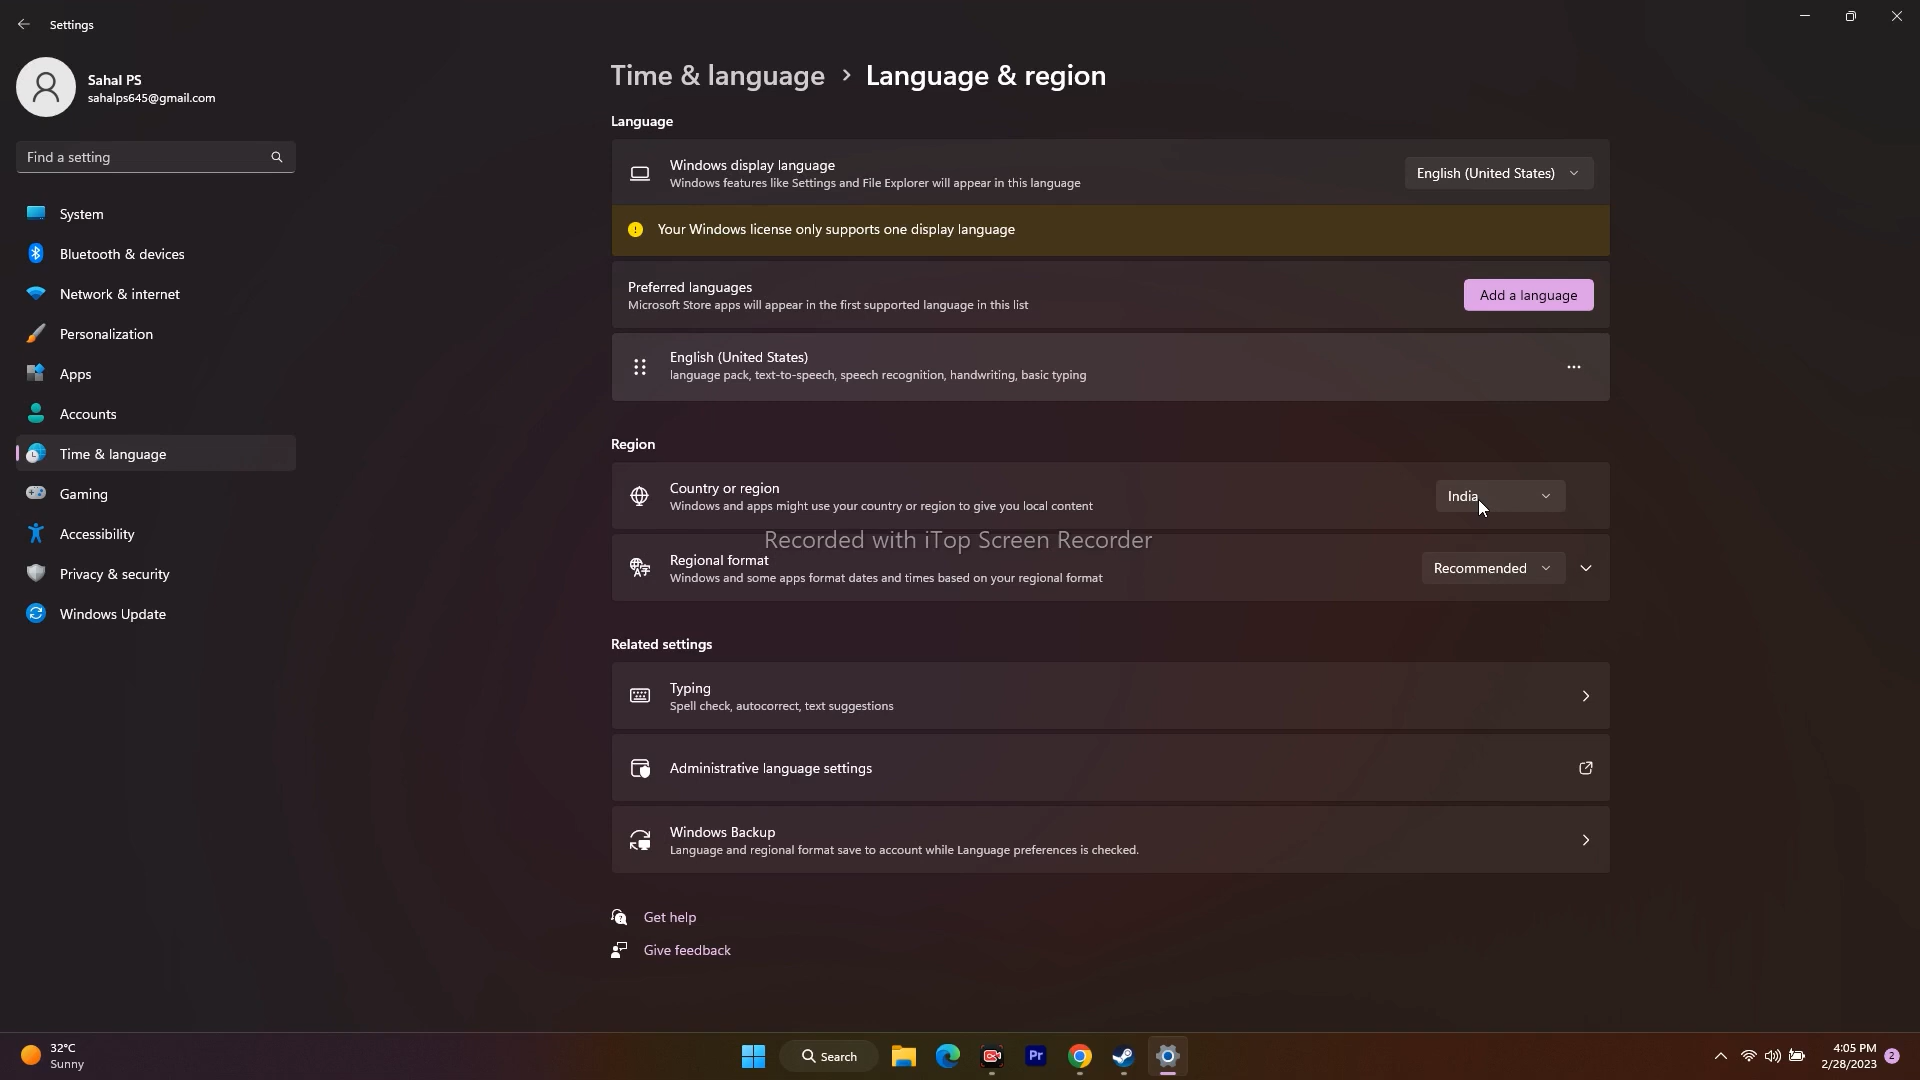 Settings
Sahal PS
sahalps645@gmail.com
Find a setting
System
Bluetooth & devices
Network & internet
Personalization
Apps
Accounts
Time & language
Gaming
Accessibility
Privacy & security
Windows Update
Time & language > Language & region
Language
Windows display language
Windows features like Settings and File Explorer will appear in this language
English (United States)
Your Windows license only supports one display language
Preferred languages
Microsoft Store apps will appear in the first supported language in this list
Add a language
English (United States)
language pack, text-to-speech, speech recognition, handwriting, basic typing
Region
Country or region
Windows and apps might use your country or region to give you local content
India
Recorded with iTop Screen Recorder
Regional format
Windows and some apps format dates and times based on your regional format
Recommended
Related settings
Typing
Spell check, autocorrect, text suggestions
Administrative language settings
Windows Backup
Language and regional format save to account while Language preferences is checked.
Get help
Give feedback
32°C
Sunny
Search
Pr
4:05 PM
2/28/2023
2